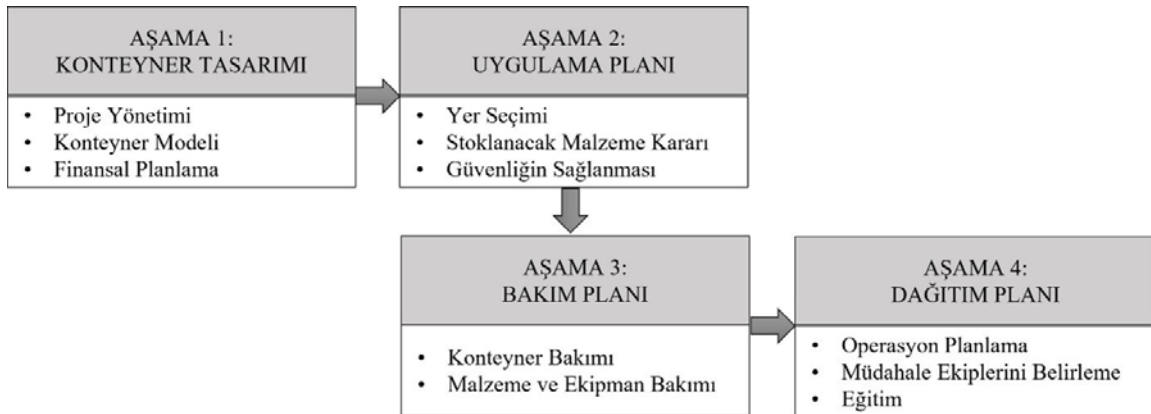 AŞAMA 1:
KONTEYNER TASARIMI
• Proje Yönetimi
• Konteyner Modeli
• Finansal Planlama
AŞAMA 2:
UYGULAMA PLANI
• Yer Seçimi
• Stoklanacak Malzeme Kararı
• Güvenliğin Sağlanması
AŞAMA 3:
BAKIM PLANI
• Konteyner Bakımı
• Malzeme ve Ekipman Bakımı
AŞAMA 4:
DAĞITIM PLANI
• Operasyon Planlama
• Müdahale Ekiplerini Belirleme
• Eğitim